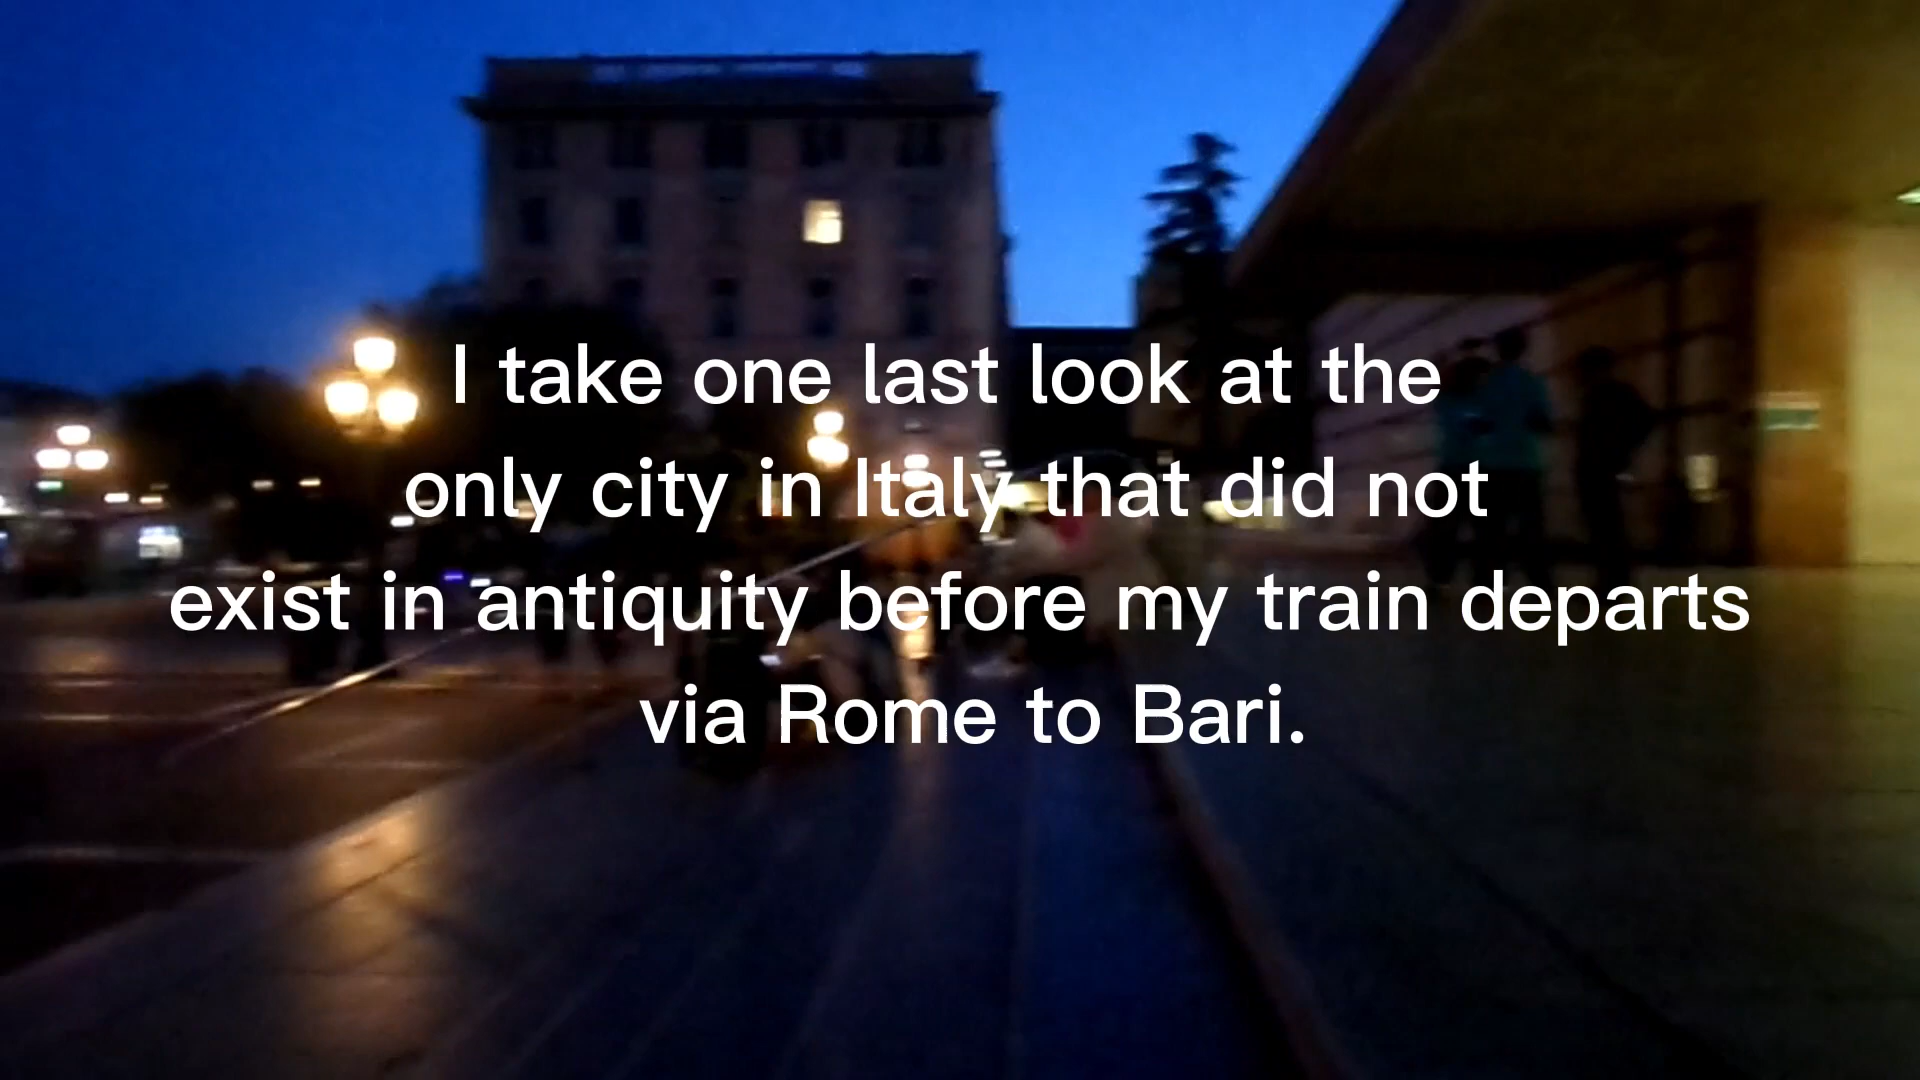 I take one last look at the
only city in Italy that did not
exist in antiquity before my train departs
via Rome to Bari.